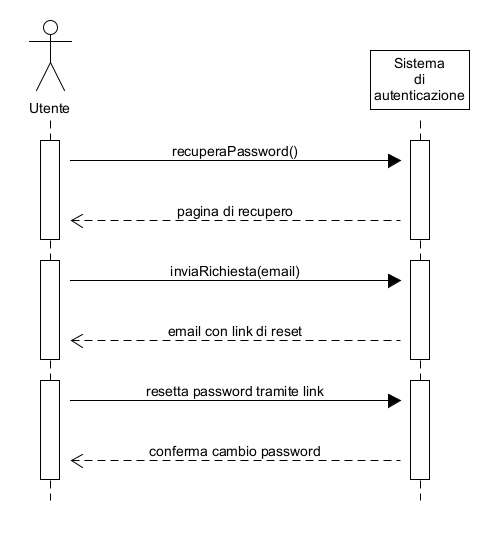 Utente
Sistema
di
autenticazione
recuperaPassword()
pagina di recupero
inviaRichiesta(email)
email con link di reset
resetta password tramite link
conferma cambio password